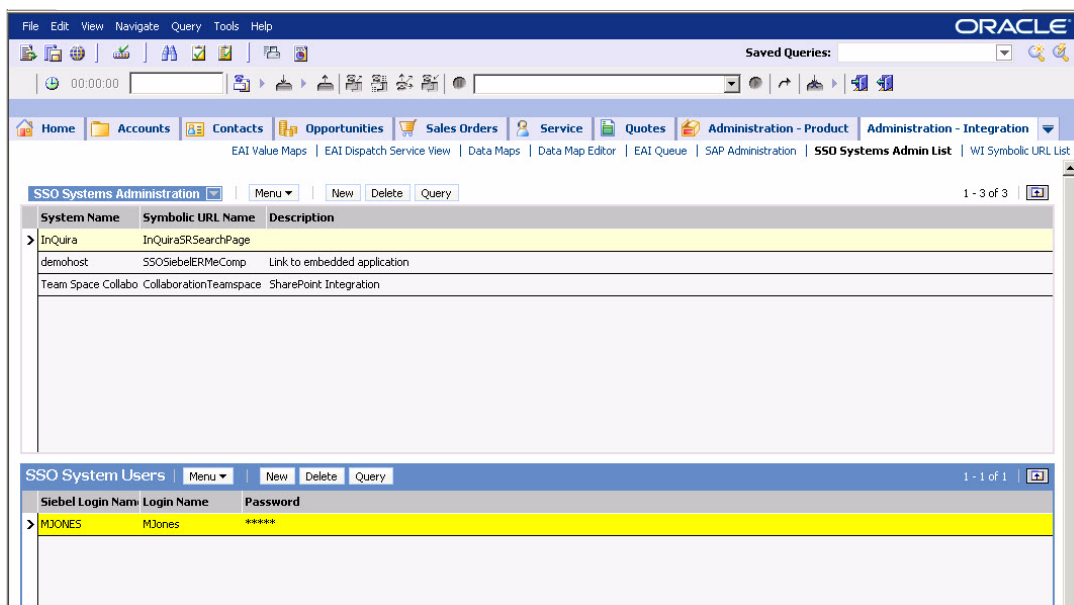 File Edit View Navigate Query Tools Help
ORACLE
Saved Queries:
00:00:00
Home Accounts Contacts Opportunities Sales Orders Service Quotes Administration - Product Administration - Integration
EAI Value Maps | EAI Dispatch Service View | Data Maps | Data Map Editor | EAI Queue | SAP Administration | SSO Systems Admin List | WI Symbolic URL List
SSO Systems Administration Menu New Delete Query 1 - 3 of 3
System Name Symbolic URL Name Description
InQuira InQuiraSRSearchPage
demohost SSOSiebelERMeComp Link to embedded application
Team Space Collabo CollaborationTeamspace SharePoint Integration
SSO System Users | Menu New Delete Query 1 - 1 of 1
Siebel Login Nam Login Name Password
MJONES MJones *****